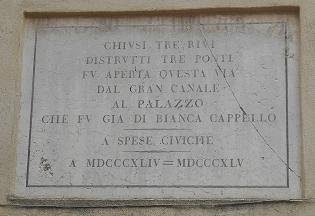 CHIVSI TRE RIVI
DISTRVTTI TRE PONTI
FV APERTA QVESTA VIA
DAL GRAN CANALE
AL PALAZZO
CHE FV GIA DI BIANCA CAPPELLO
A SPESE CIVICHE
A MDCCCXLIV = MDCCCXLV